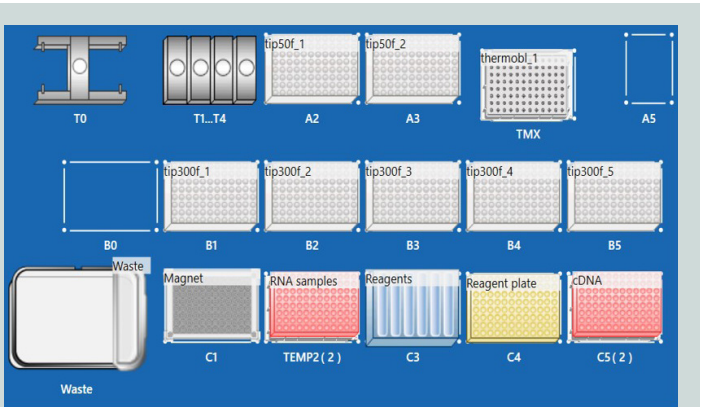 tip50f_1
tip50f_2
thermobl_1
T0
T1...T4
A2
A3
TMX
A5
tip300f_1
tip300f_2
tip300f_3
tip300f_4
tip300f_5
B0
B1
B2
B3
B4
B5
Waste
Magnet
RNA samples
Reagents
Reagent plate
cDNA
C1
TEMP2 ( 2 )
C3
C4
C5 ( 2 )
Waste